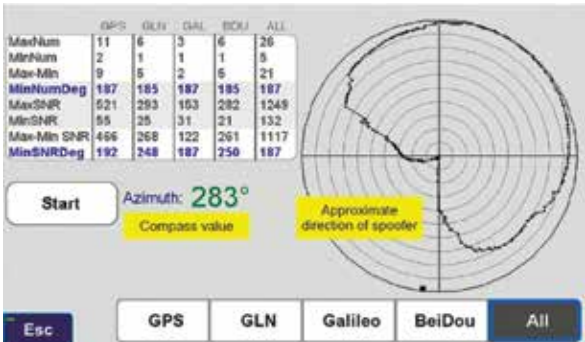 GPS GLN GAL BDU ALL
MaxNum 11 6 3 6 26
MinNum 2 1 1 1 5
Max-Min 9 5 2 5 21
MinNumDeg 187 185 187 185 187
MaxSNR 521 293 153 282 1249
MinSNR 55 25 31 21 132
Max-Min SNR 466 268 122 261 1117
MinSNRDeg 192 248 187 250 187
Start
Azimuth: 283°
Compass value
Approximate
direction of spoofer
Esc
GPS GLN Galileo BeiDou All